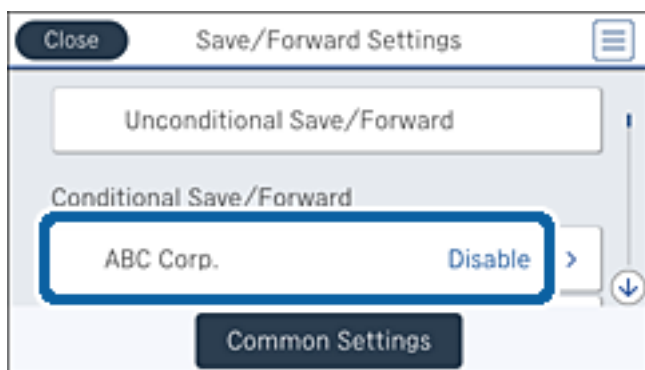 Close Save/Forward Settings
Unconditional Save/Forward
Conditional Save/Forward
ABC Corp. Disable
Common Settings